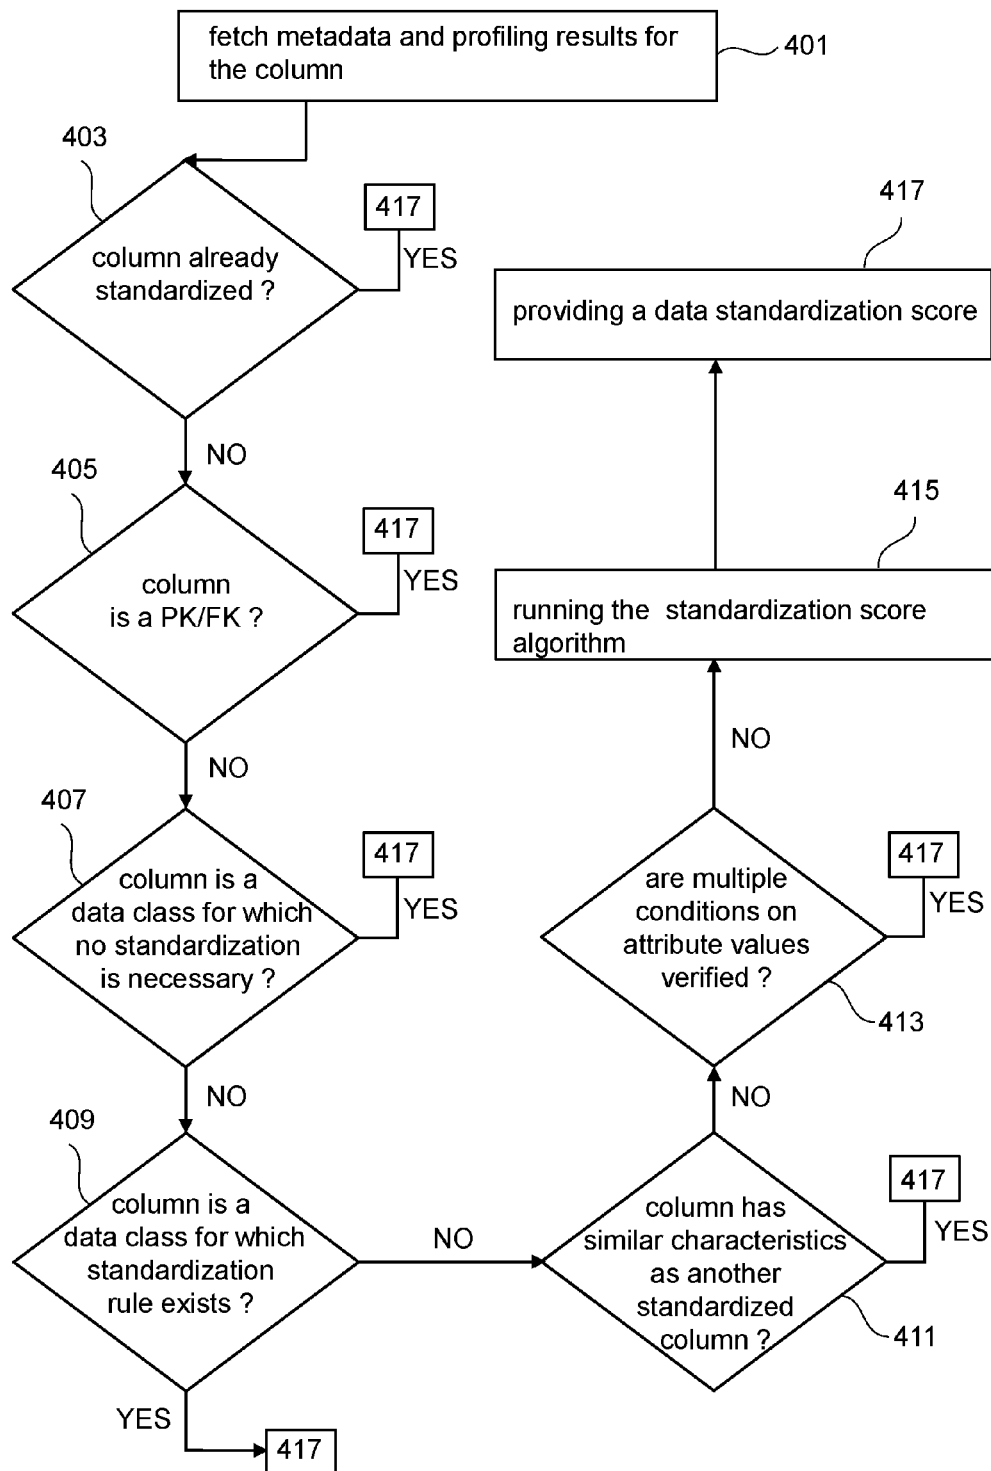 fetch metadata and profiling results for
the column
401
403
column already
standardized ?
417
YES
NO
405
column
is a PK/FK ?
417
YES
NO
407
column is a
data class for which
no standardization
is necessary ?
417
YES
NO
409
column is a
data class for which
standardization
rule exists ?
YES
417
NO
column has
similar characteristics
as another
standardized
column ?
411
417
YES
NO
are multiple
conditions on
attribute values
verified ?
413
417
YES
NO
415
running the standardization score
algorithm
417
providing a data standardization score